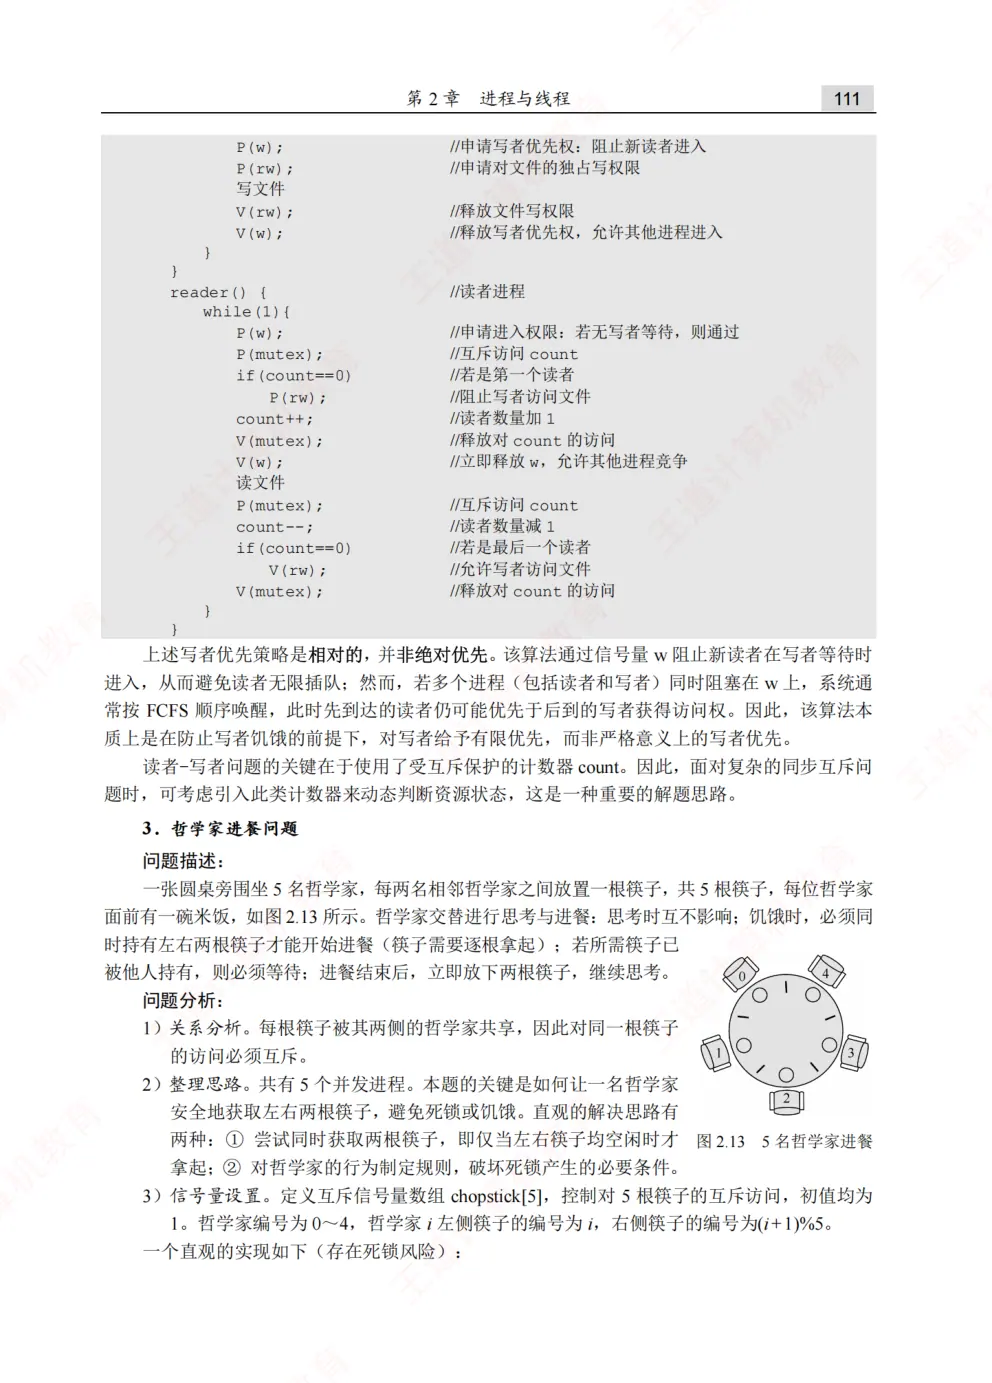 第 2 章 进程与线程 111
P(w); //申请写者优先权：阻止新读者进入
P(rw); //申请对文件的独占写权限
写文件
V(rw); //释放文件写权限
V(w); //释放写者优先权，允许其他进程进入
}
}
reader() { //读者进程
while(1){
P(w); //申请进入权限：若无写者等待，则通过
P(mutex); //互斥访问 count
if(count==0) //若是第一个读者
P(rw); //阻止写者访问文件
count++; //读者数量加 1
V(mutex); //释放对 count 的访问
V(w); //立即释放 w，允许其他进程竞争
读文件
P(mutex); //互斥访问 count
count--; //读者数量减 1
if(count==0) //若是最后一个读者
V(rw); //允许写者访问文件
V(mutex); //释放对 count 的访问
}
}
上述写者优先策略是相对的，并非绝对优先。该算法通过信号量 w 阻止新读者在写者等待时
进入，从而避免读者无限插队；然而，若多个进程（包括读者和写者）同时阻塞在 w 上，系统通
常按 FCFS 顺序唤醒，此时先到达的读者仍可能优先于后到的写者获得访问权。因此，该算法本
质上是在防止写者饥饿的前提下，对写者给予有限优先，而非严格意义上的写者优先。
读者-写者问题的关键在于使用了受互斥保护的计数器 count。因此，面对复杂的同步互斥问
题时，可考虑引入此类计数器来动态判断资源状态，这是一种重要的解题思路。
3．哲学家进餐问题
问题描述：
一张圆桌旁围坐 5 名哲学家，每两名相邻哲学家之间放置一根筷子，共 5 根筷子，每位哲学家
面前有一碗米饭，如图 2.13 所示。哲学家交替进行思考与进餐：思考时互不影响；饥饿时，必须同
时持有左右两根筷子才能开始进餐（筷子需要逐根拿起）；若所需筷子已
被他人持有，则必须等待；进餐结束后，立即放下两根筷子，继续思考。
问题分析：
1）关系分析。每根筷子被其两侧的哲学家共享，因此对同一根筷子
的访问必须互斥。
2）整理思路。共有 5 个并发进程。本题的关键是如何让一名哲学家
安全地获取左右两根筷子，避免死锁或饥饿。直观的解决思路有
两种：① 尝试同时获取两根筷子，即仅当左右筷子均空闲时才
拿起；② 对哲学家的行为制定规则，破坏死锁产生的必要条件。
0
4
1
3
2
图 2.13 5 名哲学家进餐
3）信号量设置。定义互斥信号量数组 chopstick[5]，控制对 5 根筷子的互斥访问，初值均为
1。哲学家编号为 0～4，哲学家 i 左侧筷子的编号为 i，右侧筷子的编号为(i+1)%5。
一个直观的实现如下（存在死锁风险）：
王道计算机教育